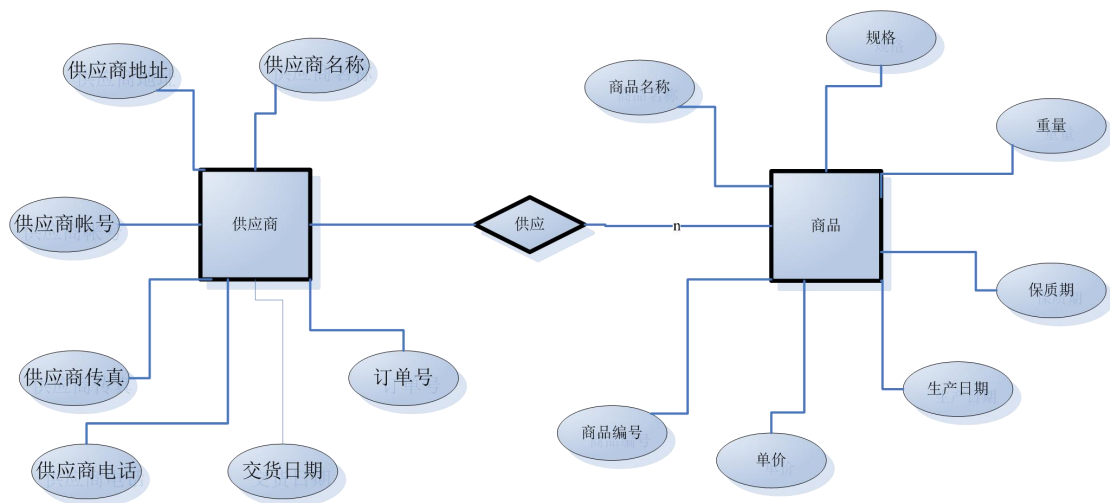 规格
供应商名称
供应商地址
商品名称
重量
供应商帐号
供应商
供应
n
商品
保质期
供应商传真
订单号
生产日期
商品编号
单价
供应商电话
交货日期